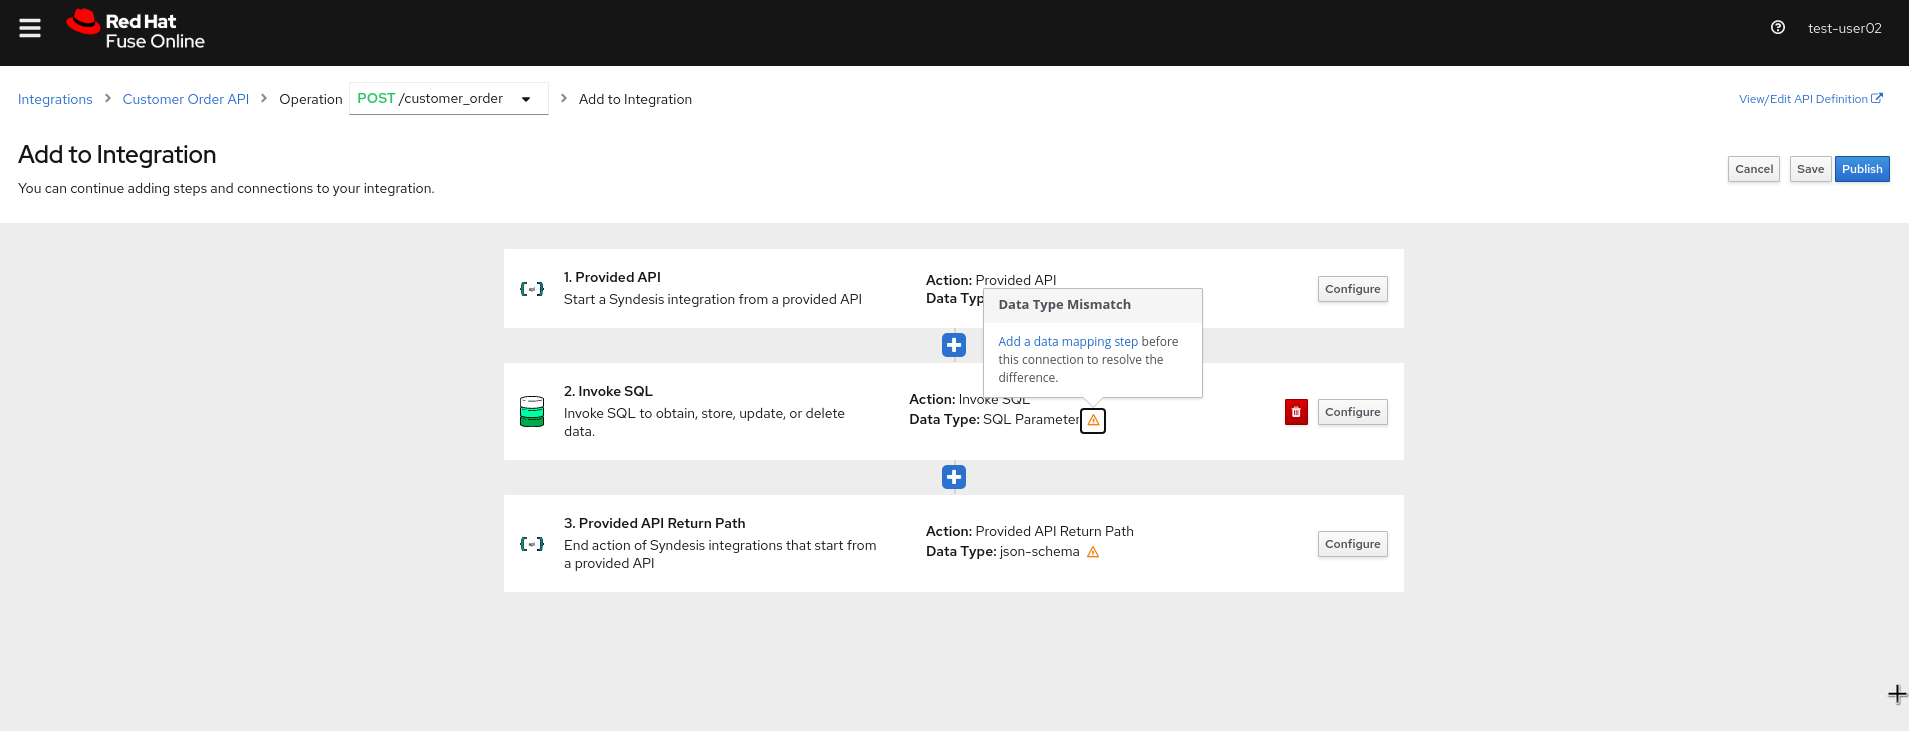 Red Hat
Fuse Online
test-user02
Integrations > Customer Order API > Operation POST /customer_order > Add to Integration
View/Edit API Definition
Add to Integration
You can continue adding steps and connections to your integration.
Cancel Save Publish
1. Provided API
Start a Syndesis integration from a provided API
Action: Provided API
Data Typ
Configure
Data Type Mismatch
Add a data mapping step before
this connection to resolve the
difference.
2. Invoke SQL
Invoke SQL to obtain, store, update, or delete
data.
Action: Invoke SQL
Data Type: SQL Parameter
Configure
3. Provided API Return Path
End action of Syndesis integrations that start from
a provided API
Action: Provided API Return Path
Data Type: json-schema
Configure